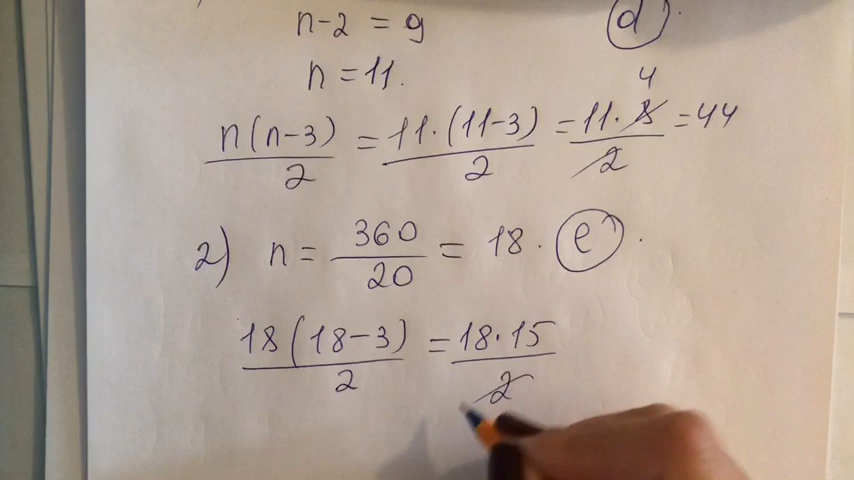 n-2 = 9 d
n = 11.
n(n-3)/2 = 11·(11-3)/2 = 11·8/2 = 44 4
2) n = 360/20 = 18. e.
18(18-3)/2 = 18·15/2